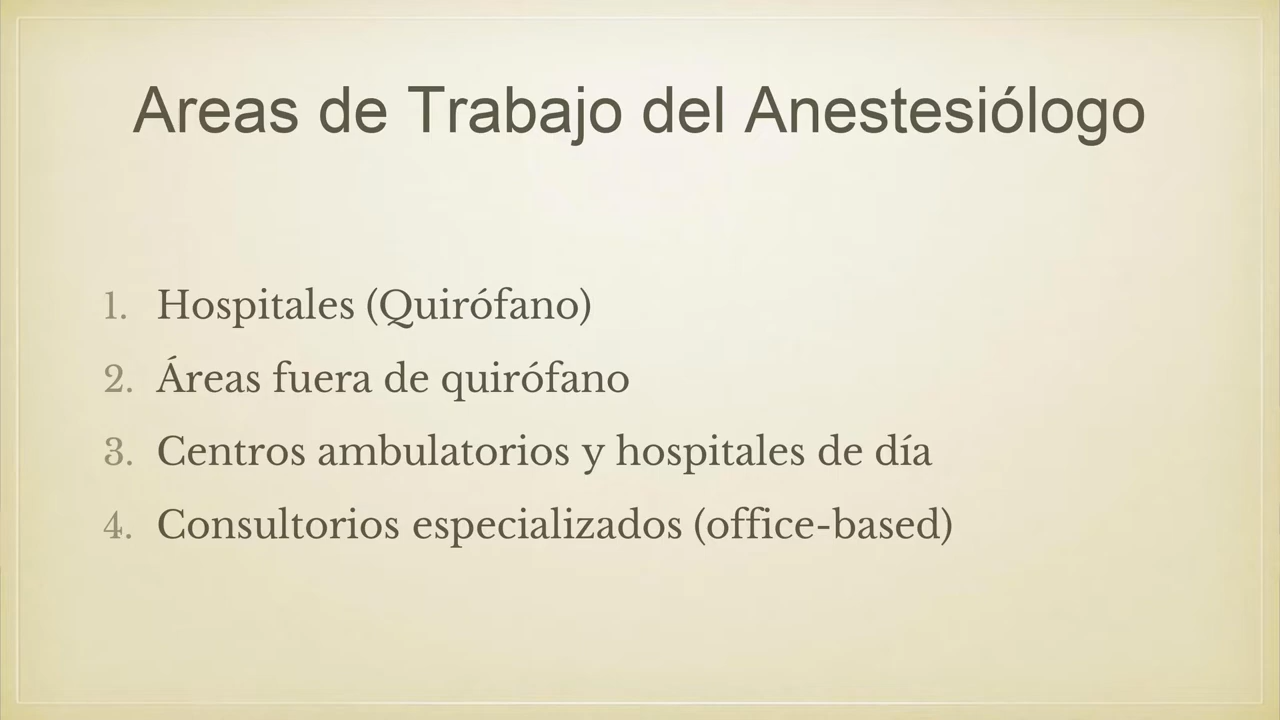 Areas de Trabajo del Anestesiólogo
1. Hospitales (Quirófano)
2. Áreas fuera de quirófano
3. Centros ambulatorios y hospitales de día
4. Consultorios especializados (office-based)